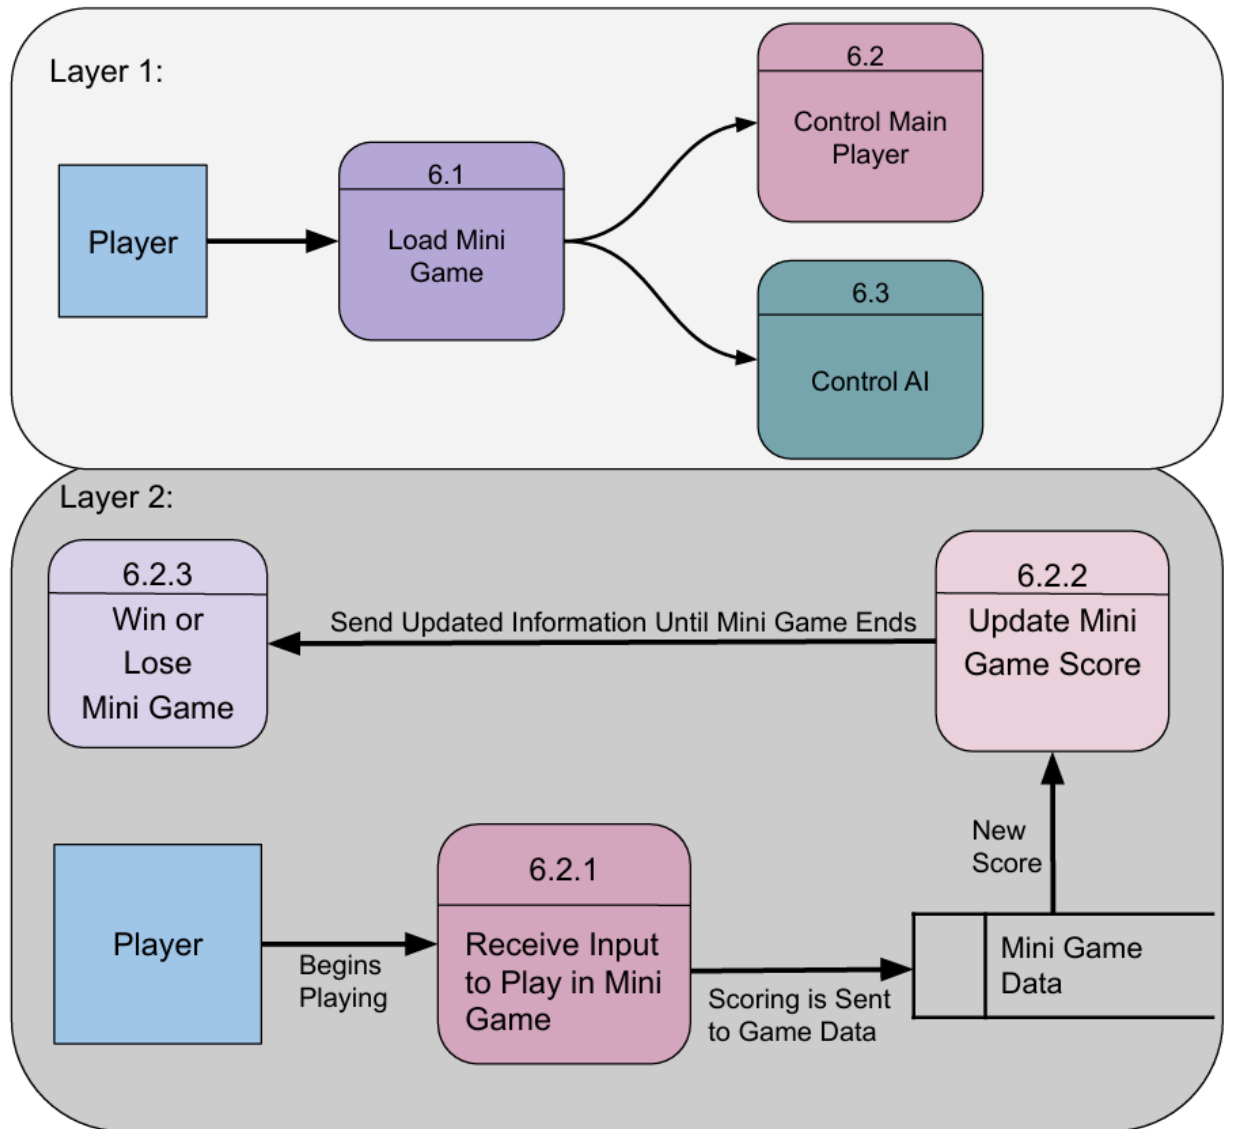 Layer 1:
Player
6.1
Load Mini
Game
6.2
Control Main
Player
6.3
Control AI
Layer 2:
6.2.3
Win or
Lose
Mini Game
Send Updated Information Until Mini Game Ends
6.2.2
Update Mini
Game Score
New
Score
Player
Begins
Playing
6.2.1
Receive Input
to Play in Mini
Game
Scoring is Sent
to Game Data
Mini Game
Data